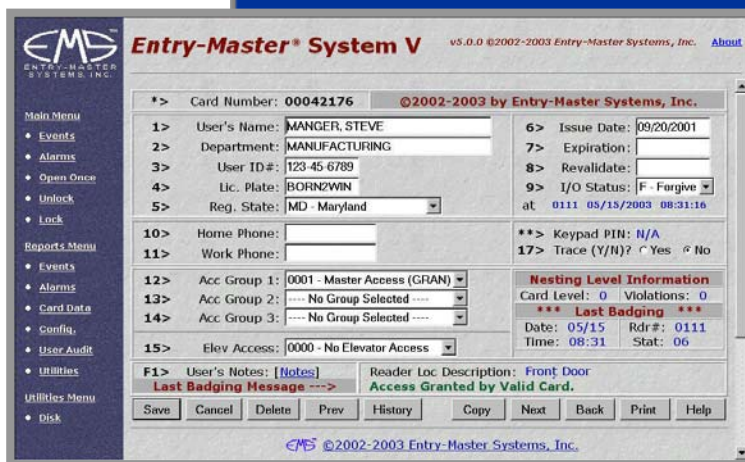 EMS
ENTRY-MASTER
SYSTEMS, INC.
Entry-Master® System V
v5.0.0 ©2002-2003 Entry-Master Systems, Inc. About
Main Menu
Events
Alarms
Open Once
Unlock
Lock
Reports Menu
Events
Alarms
Card Data
Config.
User Audit
Utilities
Utilities Menu
Disk
*> Card Number: 00042176 ©2002-2003 by Entry-Master Systems, Inc.
1> User's Name: MANGER, STEVE
2> Department: MANUFACTURING
3> User ID#: 123-45-6789
4> Lic. Plate: BORN2WIN
5> Reg. State: MD - Maryland
6> Issue Date: 09/20/2001
7> Expiration:
8> Revalidate:
9> I/O Status: F - Forgive
at 0111 05/15/2003 08:31:16
10> Home Phone:
11> Work Phone:
**> Keypad PIN: N/A
17> Trace (Y/N)? Yes No
12> Acc Group 1: 0001 - Master Access (GRAN)
13> Acc Group 2: ---- No Group Selected ----
14> Acc Group 3: ---- No Group Selected ----
15> Elev Access: 0000 - No Elevator Access
Nesting Level Information
Card Level: 0 Violations: 0
*** Last Badging ***
Date: 05/15 Rdr#: 0111
Time: 08:31 Stat: 06
F1> User's Notes: [Notes] Reader Loc Description: Front Door
Last Badging Message ---> Access Granted by Valid Card.
Save Cancel Delete Prev History Copy Next Back Print Help
EMS ©2002-2003 Entry-Master Systems, Inc.